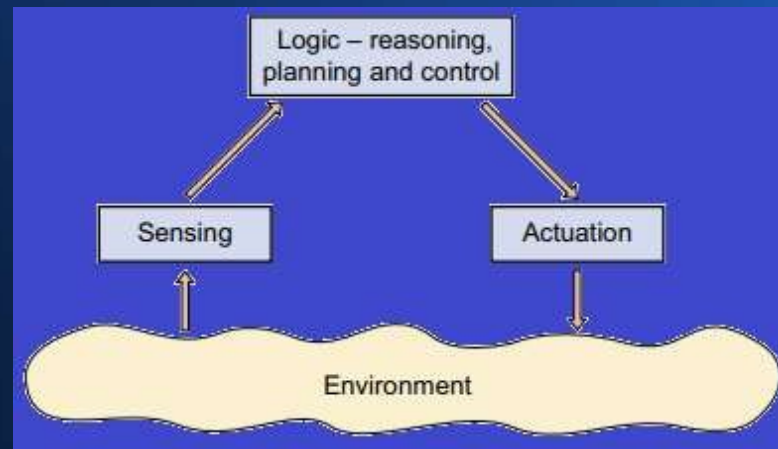 Logic – reasoning,
planning and control
Sensing
Actuation
Environment